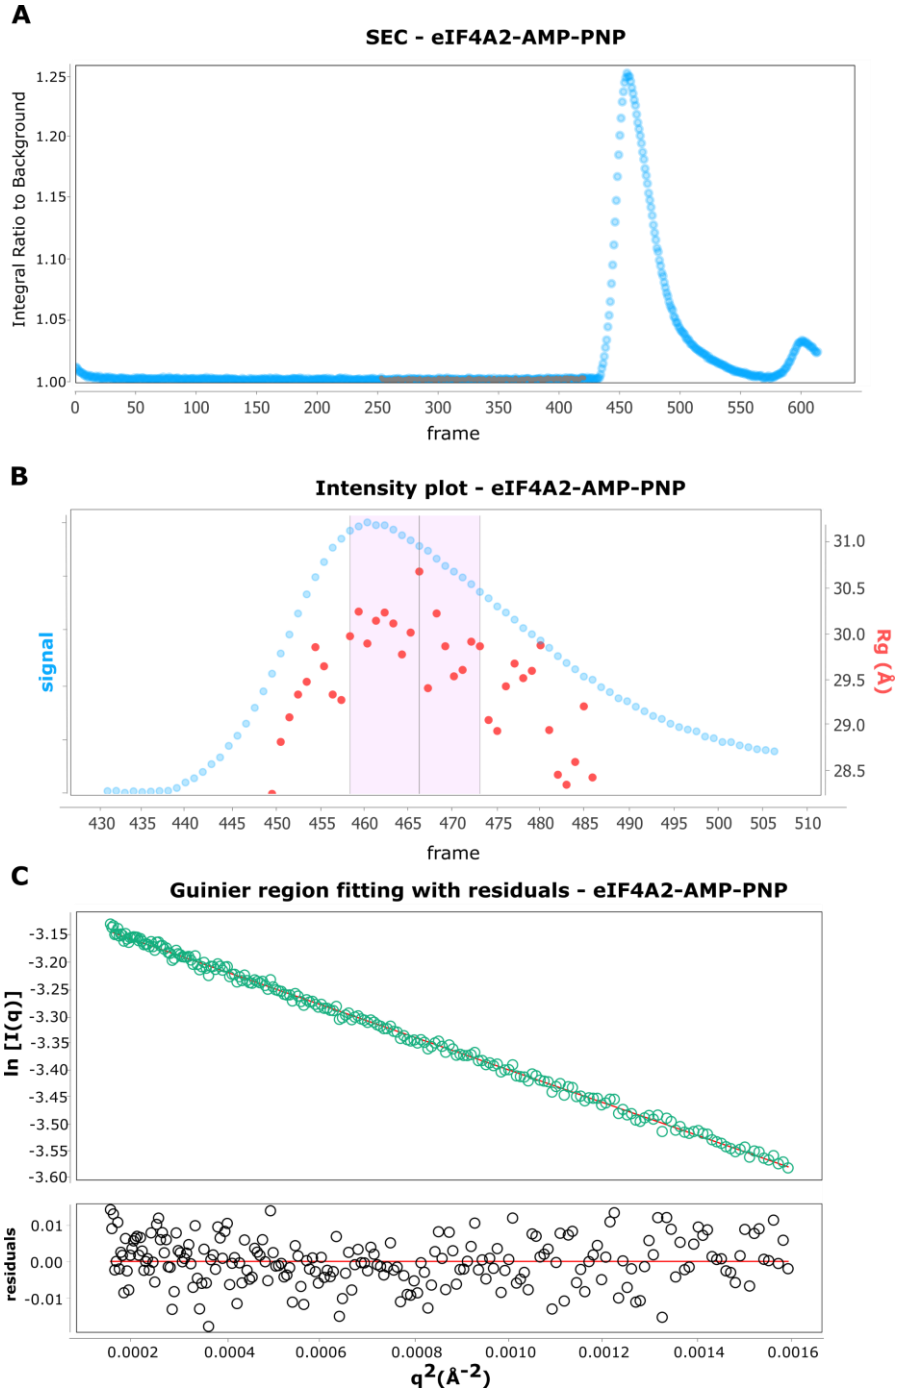 A
SEC - eIF4A2-AMP-PNP
Integral Ratio to Background
1.25
1.20
1.15
1.10
1.05
1.00
0 50 100 150 200 250 300 350 400 450 500 550 600
frame
B
Intensity plot - eIF4A2-AMP-PNP
signal
31.0
30.5
30.0
29.5
29.0
28.5
Rg (Å)
430 435 440 445 450 455 460 465 470 475 480 485 490 495 500 505 510
frame
C
Guinier region fitting with residuals - eIF4A2-AMP-PNP
ln [I(q)]
-3.15
-3.20
-3.25
-3.30
-3.35
-3.40
-3.45
-3.50
-3.55
-3.60
residuals
0.01
0.00
-0.01
0.0002 0.0004 0.0006 0.0008 0.0010 0.0012 0.0014 0.0016
q²(Å⁻²)